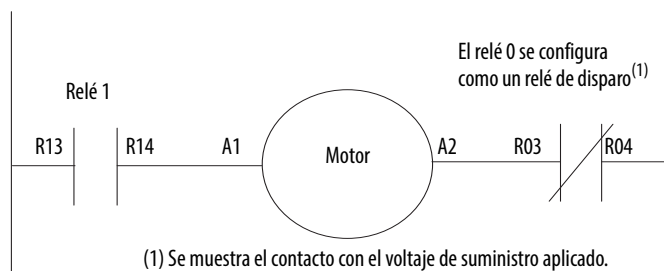 El relé 0 se configura
como un relé de disparo(1)
Relé 1
R13 R14 A1 Motor A2 R03 R04
(1) Se muestra el contacto con el voltaje de suministro aplicado.